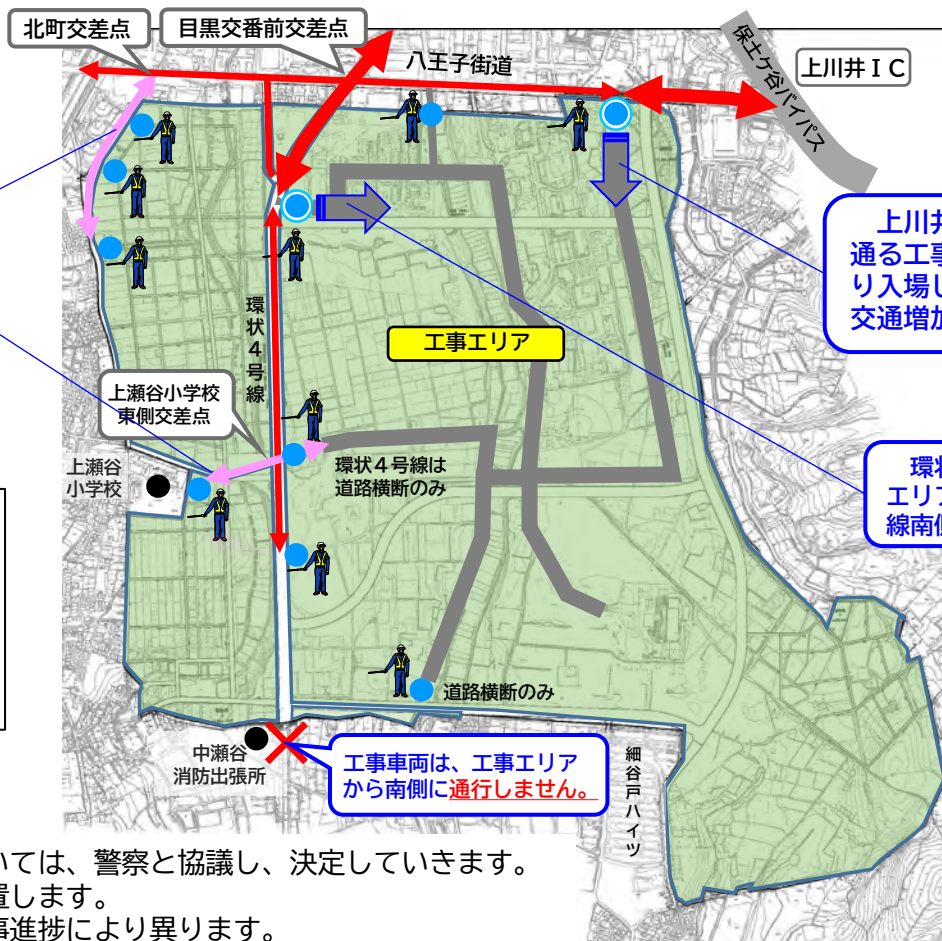 北町交差点
目黒交番前交差点
八王子街道
保土ヶ谷バイパス
上川井ＩＣ
上川井
通る工事
り入場し
交通増加
環状４号線
工事エリア
上瀬谷小学校
東側交差点
上瀬谷
小学校
環状４号線は
道路横断のみ
環状
エリア
線南側
道路横断のみ
中瀬谷
消防出張所
工事車両は、工事エリア
から南側に通行しません。
細谷戸ハイツ
いては、警察と協議し、決定していきます。
置します。
事進捗により異ります。